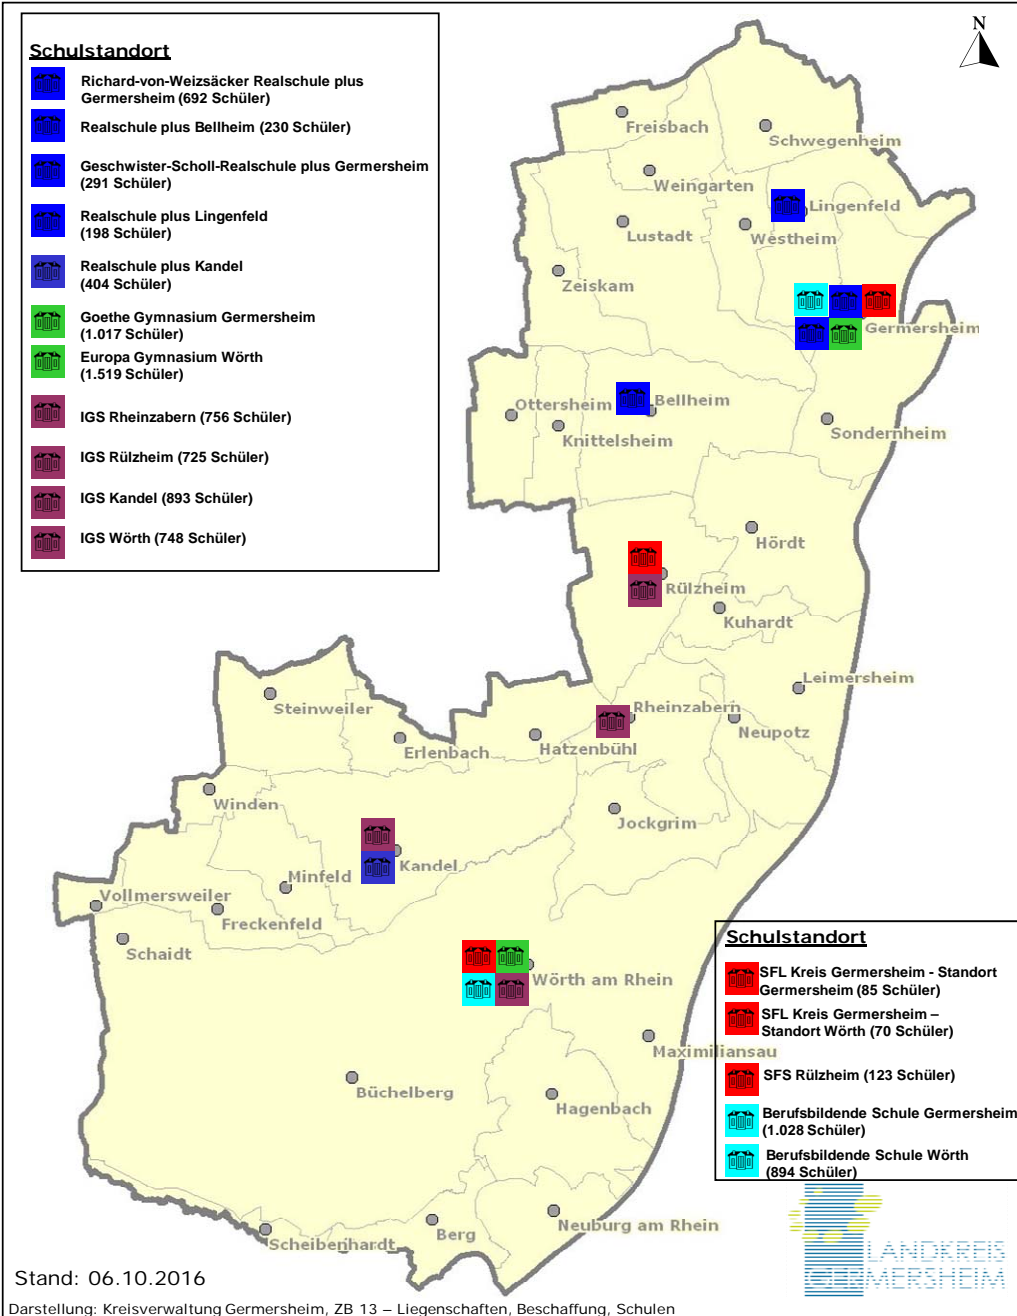 Schulstandort
Richard-von-Weizsäcker Realschule plus
Germersheim (692 Schüler)
Realschule plus Bellheim (230 Schüler)
Geschwister-Scholl-Realschule plus Germersheim
(291 Schüler)
Realschule plus Lingenfeld
(198 Schüler)
Realschule plus Kandel
(404 Schüler)
Goethe Gymnasium Germersheim
(1.017 Schüler)
Europa Gymnasium Wörth
(1.519 Schüler)
IGS Rheinzabern (756 Schüler)
IGS Rülzheim (725 Schüler)
IGS Kandel (893 Schüler)
IGS Wörth (748 Schüler)
N
Freisbach
Schwegenheim
Weingarten
Lingenfeld
Lustadt
Westheim
Zeiskam
Germersheim
Ottersheim
Bellheim
Knittelsheim
Sondernheim
Hördt
Rülzheim
Kuhardt
Leimersheim
Steinweiler
Rheinzabern
Neupotz
Erlenbach
Hatzenbühl
Winden
Jockgrim
Kandel
Minfeld
Vollmersweiler
Freckenfeld
Schaidt
Wörth am Rhein
Maximiliansau
Büchelberg
Hagenbach
Neuburg am Rhein
Berg
Scheibenhardt
Schulstandort
SFL Kreis Germersheim - Standort
Germersheim (85 Schüler)
SFL Kreis Germersheim –
Standort Wörth (70 Schüler)
SFS Rülzheim (123 Schüler)
Berufsbildende Schule Germersheim
(1.028 Schüler)
Berufsbildende Schule Wörth
(894 Schüler)
LANDKREIS
GERMERSHEIM
Stand: 06.10.2016
Darstellung: Kreisverwaltung Germersheim, ZB 13 – Liegenschaften, Beschaffung, Schulen